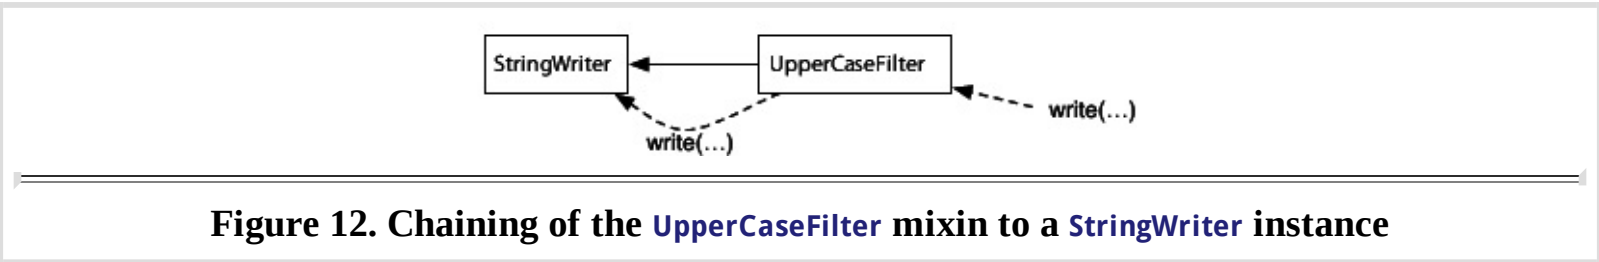 StringWriter UpperCaseFilter
write(...)
write(...)
Figure 12. Chaining of the UpperCaseFilter mixin to a StringWriter instance